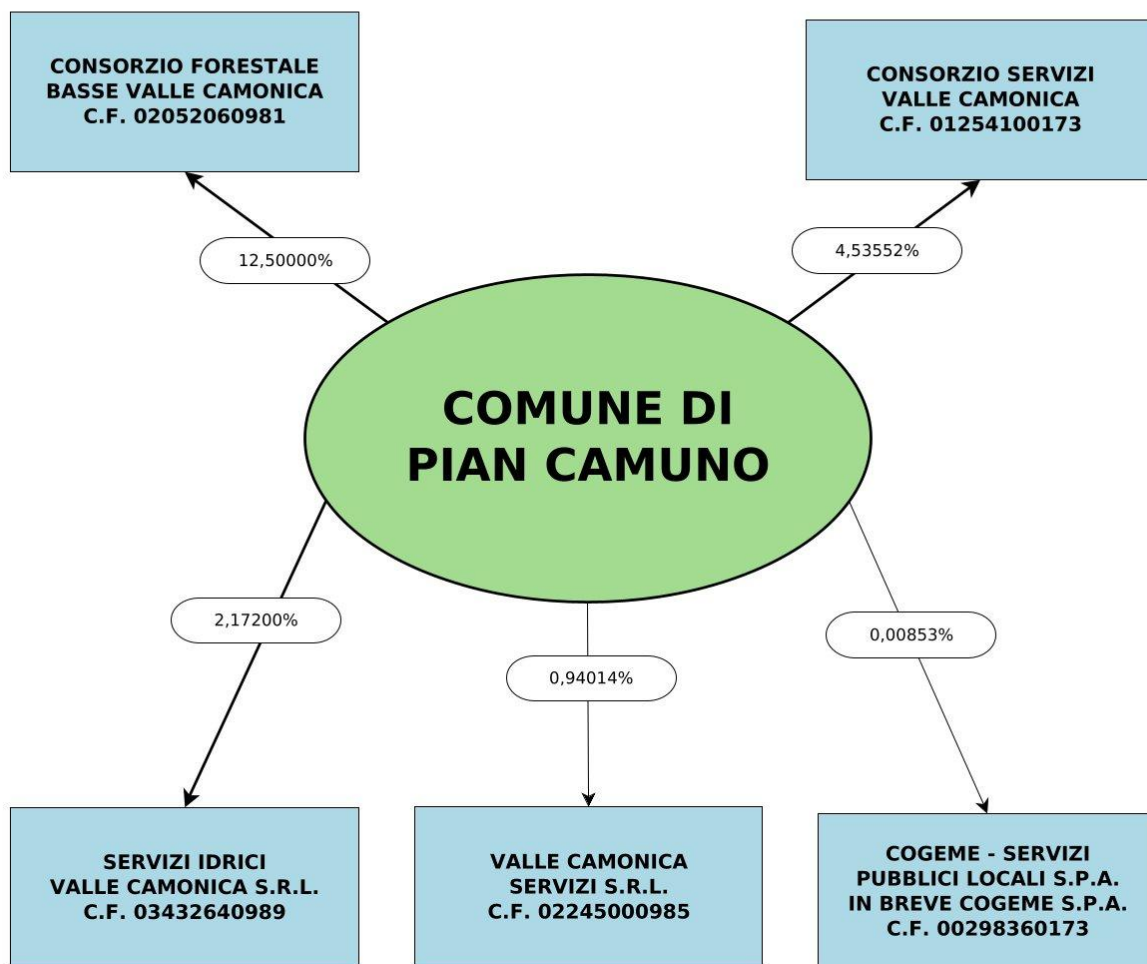 CONSORZIO FORESTALE
BASSE VALLE CAMONICA
C.F. 02052060981
CONSORZIO SERVIZI
VALLE CAMONICA
C.F. 01254100173
12,50000%
4,53552%
COMUNE DI
PIAN CAMUNO
2,17200%
0,94014%
0,00853%
SERVIZI IDRICI
VALLE CAMONICA S.R.L.
C.F. 03432640989
VALLE CAMONICA
SERVIZI S.R.L.
C.F. 02245000985
COGEME - SERVIZI
PUBBLICI LOCALI S.P.A.
IN BREVE COGEME S.P.A.
C.F. 00298360173